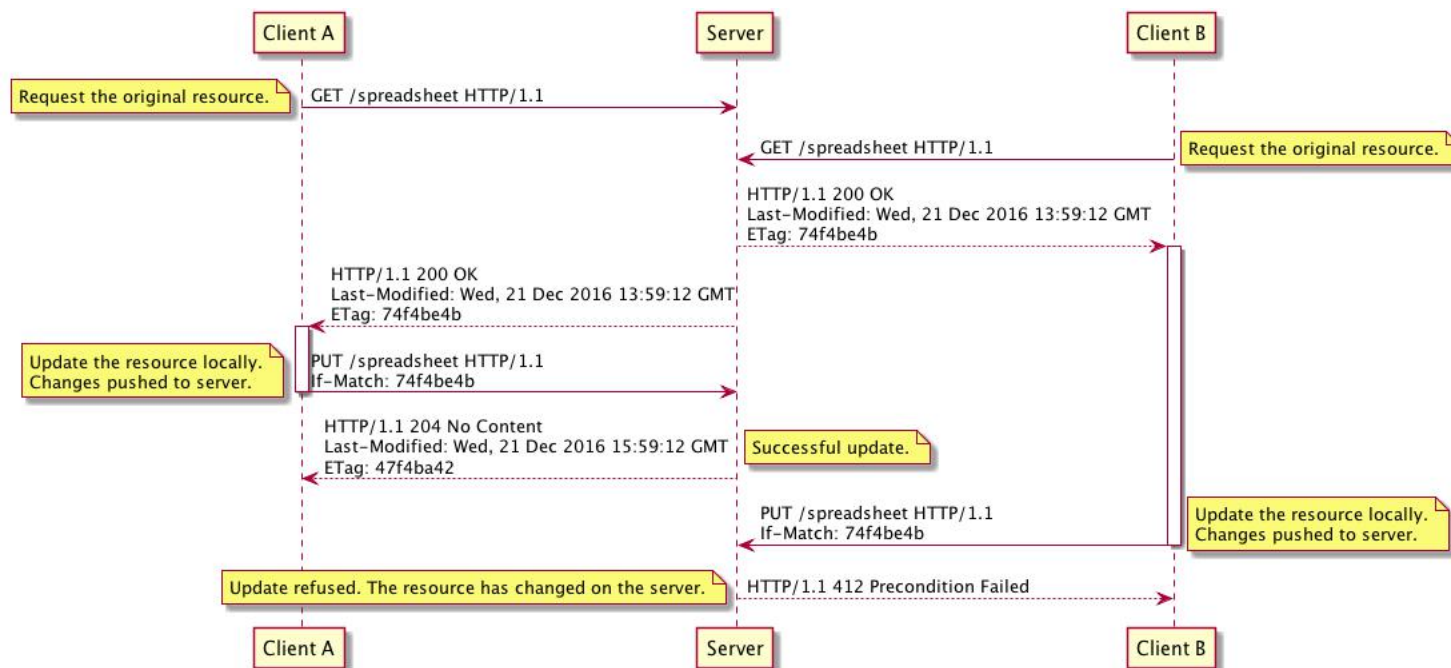 Client A
Server
Client B
Request the original resource.
GET /spreadsheet HTTP/1.1
GET /spreadsheet HTTP/1.1
Request the original resource.
HTTP/1.1 200 OK
Last-Modified: Wed, 21 Dec 2016 13:59:12 GMT
ETag: 74f4be4b
HTTP/1.1 200 OK
Last-Modified: Wed, 21 Dec 2016 13:59:12 GMT
ETag: 74f4be4b
Update the resource locally.
Changes pushed to server.
PUT /spreadsheet HTTP/1.1
If-Match: 74f4be4b
HTTP/1.1 204 No Content
Last-Modified: Wed, 21 Dec 2016 15:59:12 GMT
ETag: 47f4ba42
Successful update.
PUT /spreadsheet HTTP/1.1
If-Match: 74f4be4b
Update the resource locally.
Changes pushed to server.
Update refused. The resource has changed on the server.
HTTP/1.1 412 Precondition Failed
Client A
Server
Client B